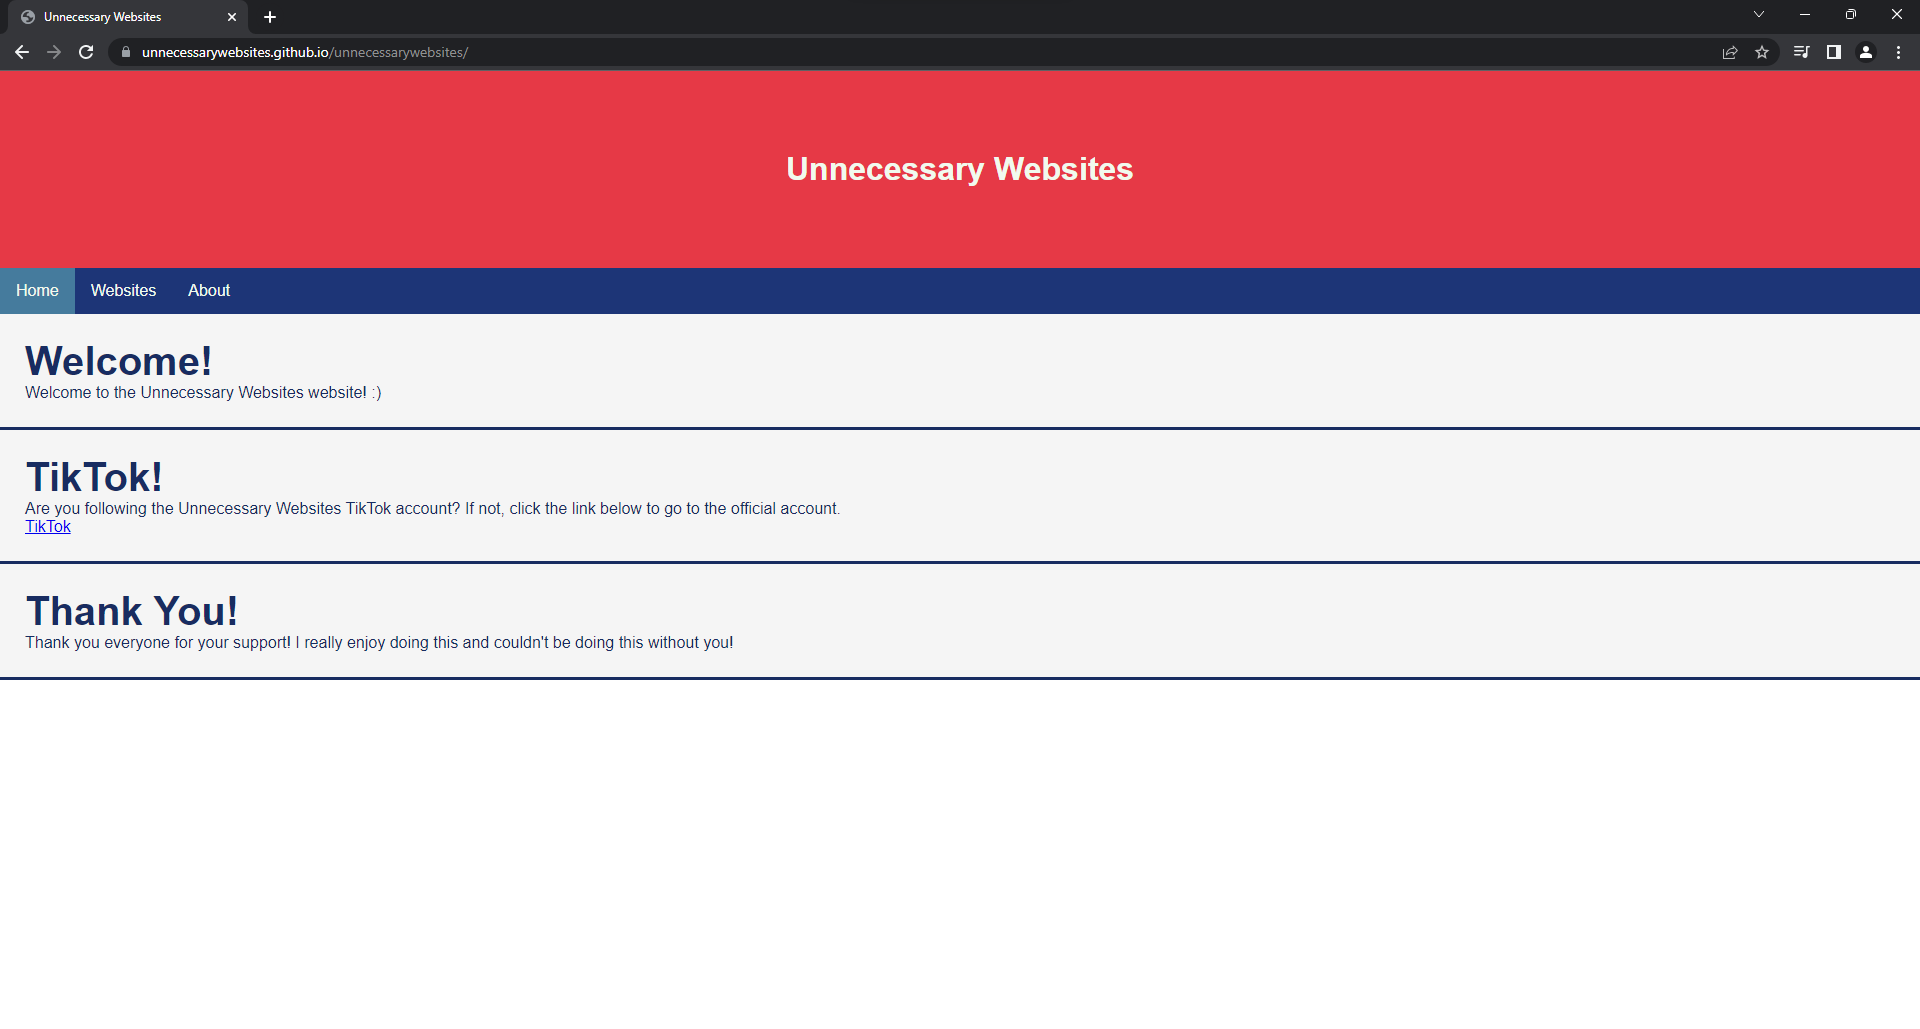 Unnecessary Websites
unnecessarywebsites.github.io/unnecessarywebsites/
Unnecessary Websites
Home Websites About
Welcome!
Welcome to the Unnecessary Websites website! :)
TikTok!
Are you following the Unnecessary Websites TikTok account? If not, click the link below to go to the official account.
TikTok
Thank You!
Thank you everyone for your support! I really enjoy doing this and couldn't be doing this without you!